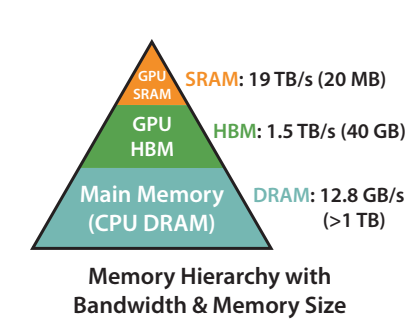 GPU
SRAM
SRAM: 19 TB/s (20 MB)
GPU
HBM
HBM: 1.5 TB/s (40 GB)
Main Memory
(CPU DRAM)
DRAM: 12.8 GB/s
(>1 TB)
Memory Hierarchy with
Bandwidth & Memory Size